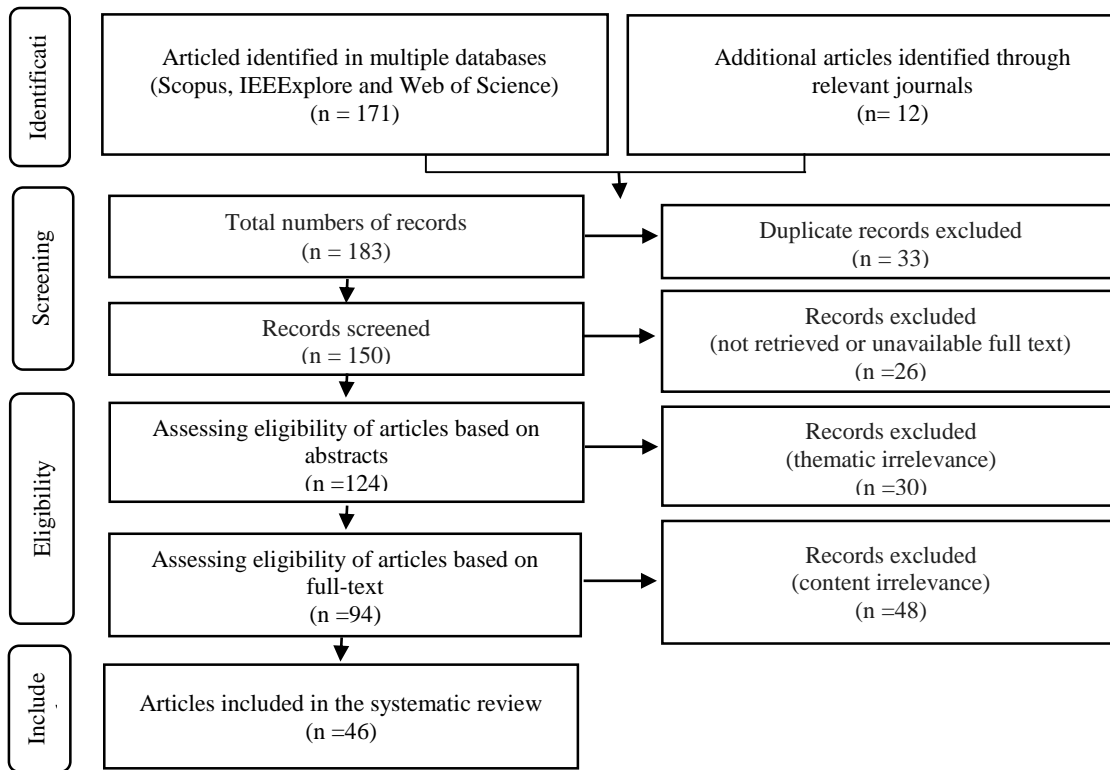 Identificati
Articled identified in multiple databases
(Scopus, IEEExplore and Web of Science)
(n = 171)
Additional articles identified through
relevant journals
(n= 12)
Screening
Total numbers of records
(n = 183)
Duplicate records excluded
(n = 33)
Records screened
(n = 150)
Records excluded
(not retrieved or unavailable full text)
(n =26)
Eligibility
Assessing eligibility of articles based on
abstracts
(n =124)
Records excluded
(thematic irrelevance)
(n =30)
Assessing eligibility of articles based on
full-text
(n =94)
Records excluded
(content irrelevance)
(n =48)
Include
Articles included in the systematic review
(n =46)